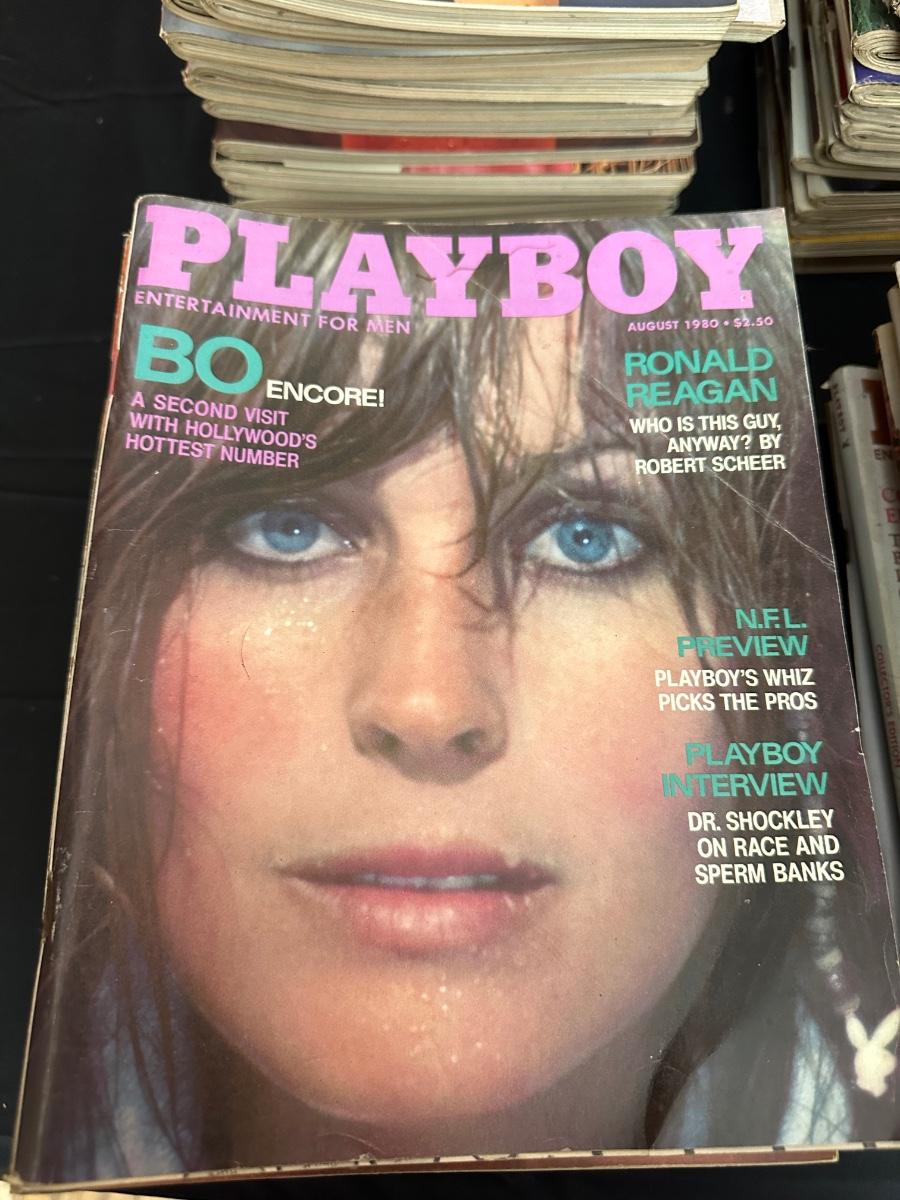 PLAYBOY
ENTERTAINMENT FOR MEN
AUGUST 1980 • $2.50
BO ENCORE!
A SECOND VISIT
WITH HOLLYWOOD'S
HOTTEST NUMBER
RONALD
REAGAN
WHO IS THIS GUY,
ANYWAY? BY
ROBERT SCHEER
N.F.L.
PREVIEW
PLAYBOY'S WHIZ
PICKS THE PROS
PLAYBOY
INTERVIEW
DR. SHOCKLEY
ON RACE AND
SPERM BANKS
COLLECTOR'S EDITION